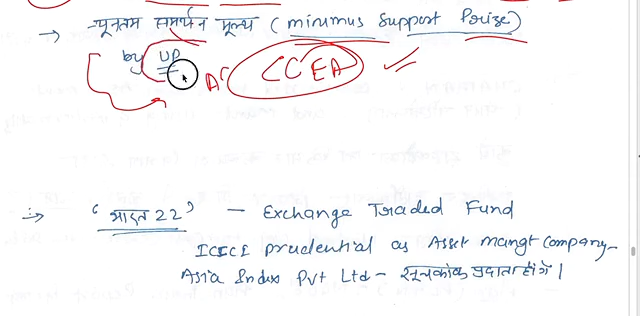 → न्यूनतम समर्थन मूल्य (minimus support Prize)
by UP A CCEA
→ 'भारत 22' – Exchange Traded Fund
ICICI prudential as Asset mangt company–
Asia Index Pvt Ltd – सूचकांक प्रदाता होंगे।